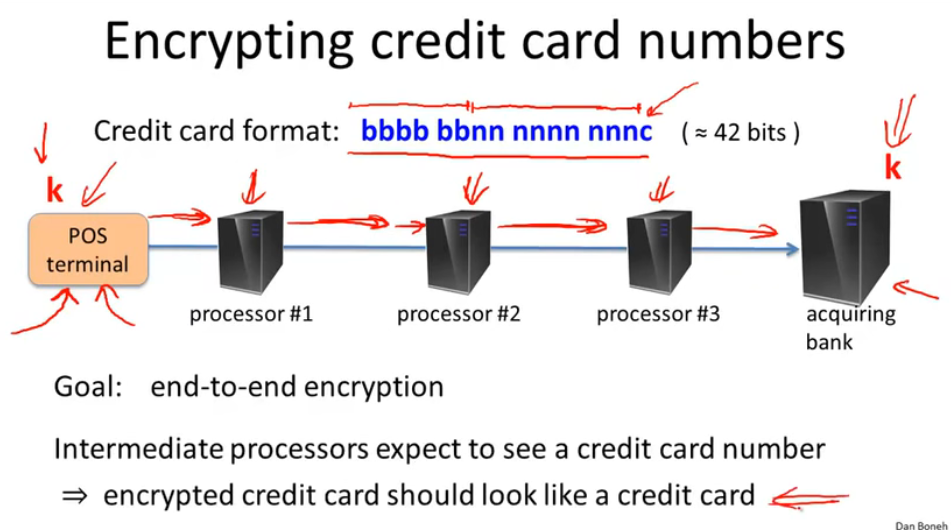 Encrypting credit card numbers
Credit card format: bbbb bbnn nnnn nnnc ( ≈ 42 bits )
k
k
POS
terminal
processor #1
processor #2
processor #3
acquiring
bank
Goal: end-to-end encryption
Intermediate processors expect to see a credit card number
⇒ encrypted credit card should look like a credit card
Dan Boneh